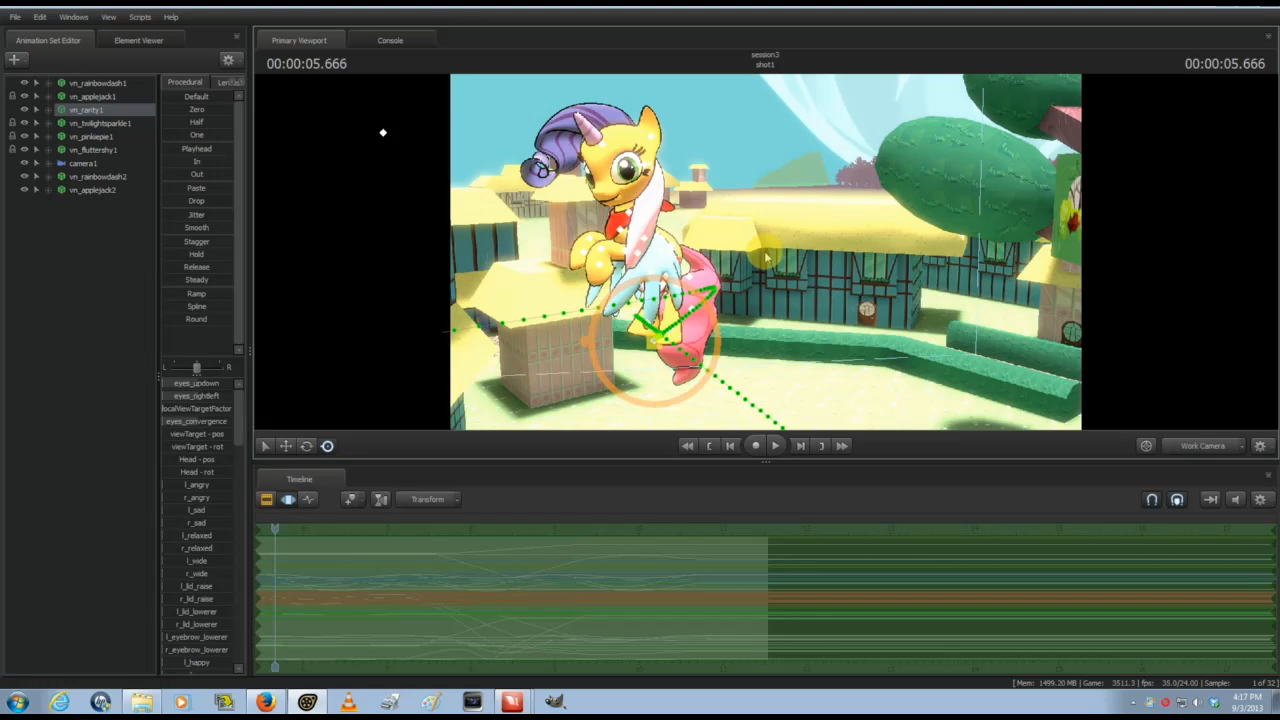 File Edit Windows View Scripts Help
Animation Set Editor Element Viewer
Primary Viewport Console
00:00:05.666
session3
shot1
00:00:05.666
vn_rainbowdash1
vn_applejack1
vn_rarity1
vn_twilightsparkle1
vn_pinkiepie1
vn_fluttershy1
camera1
vn_rainbowdash2
vn_applejack2
Procedural
Default
Zero
Half
One
Playhead
In
Out
Paste
Drop
Jitter
Smooth
Stagger
Hold
Release
Steady
Ramp
Spline
Round
L R
eyes_updown
eyes_rightleft
localViewTargetFactor
eyes_convergence
viewTarget - pos
viewTarget - rot
Head - pos
Head - rot
l_angry
r_angry
l_sad
r_sad
l_relaxed
r_relaxed
l_wide
r_wide
l_lid_raise
r_lid_raise
l_lid_lowerer
r_lid_lowerer
l_eyebrow_lowerer
r_eyebrow_lowerer
l_happy
Work Camera
Timeline
Transform
[Mem: 1499.20 MB | Game: 3511.3 | fps: 35.0/24.00 | Sample: 1 of 32 ]
4:17 PM
9/3/2013